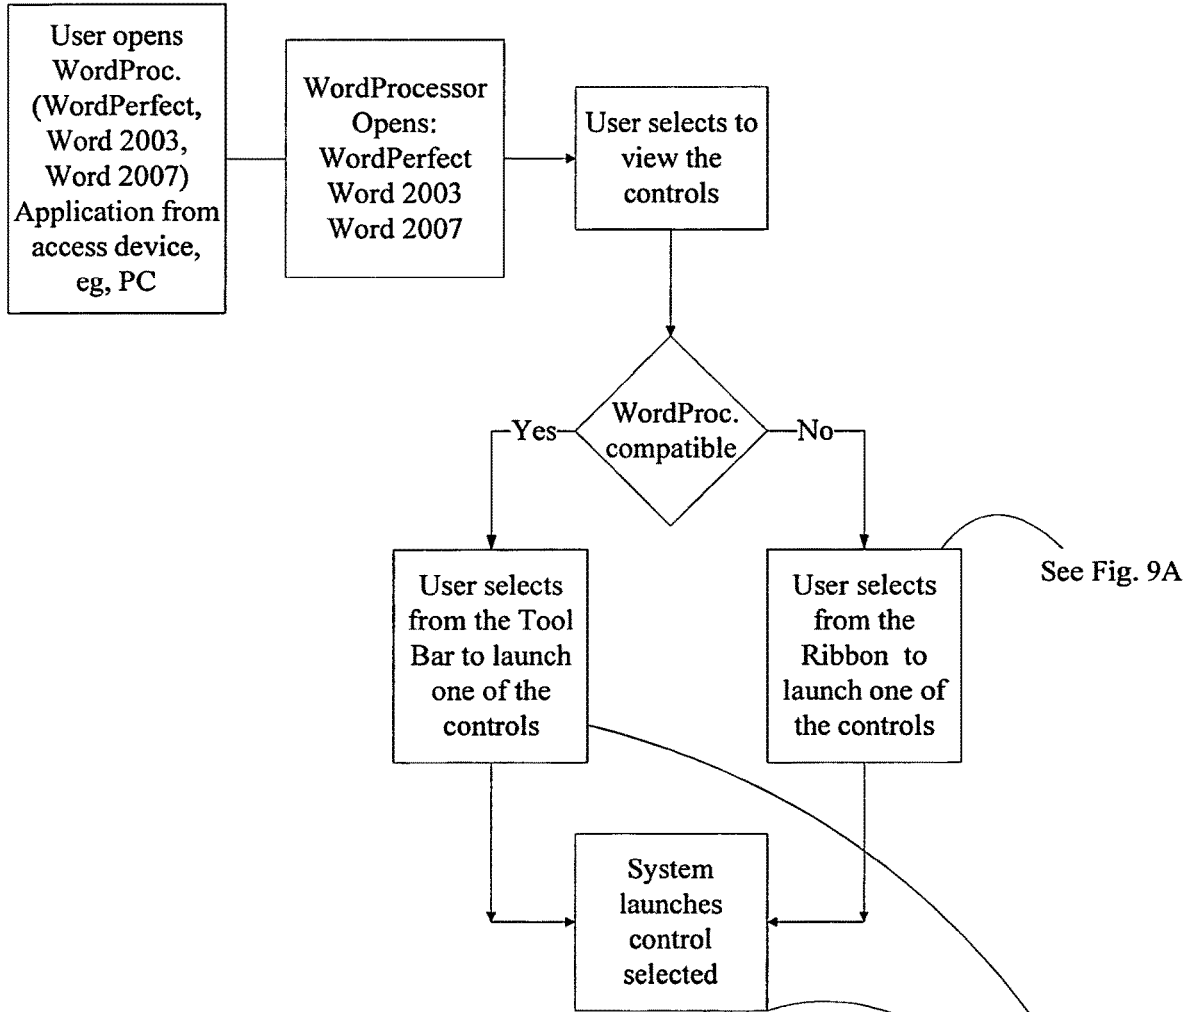 User opens
WordProc.
(WordPerfect,
Word 2003,
Word 2007)
Application from
access device,
eg, PC
WordProcessor
Opens:
WordPerfect
Word 2003
Word 2007
User selects to
view the
controls
WordProc.
compatible
Yes
No
User selects
from the Tool
Bar to launch
one of the
controls
User selects
from the
Ribbon to
launch one of
the controls
See Fig. 9A
System
launches
control
selected